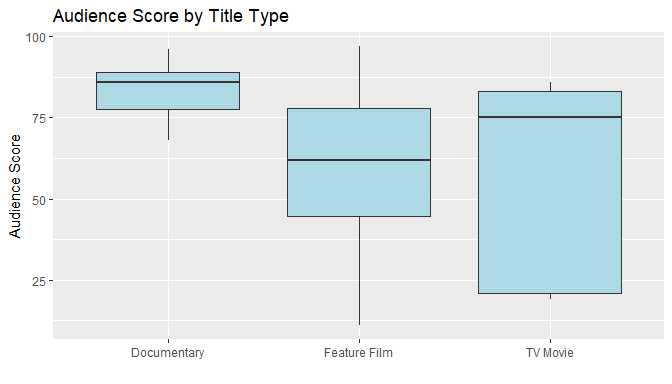 Audience Score by Title Type
Audience Score
100
75
50
25
Documentary
Feature Film
TV Movie